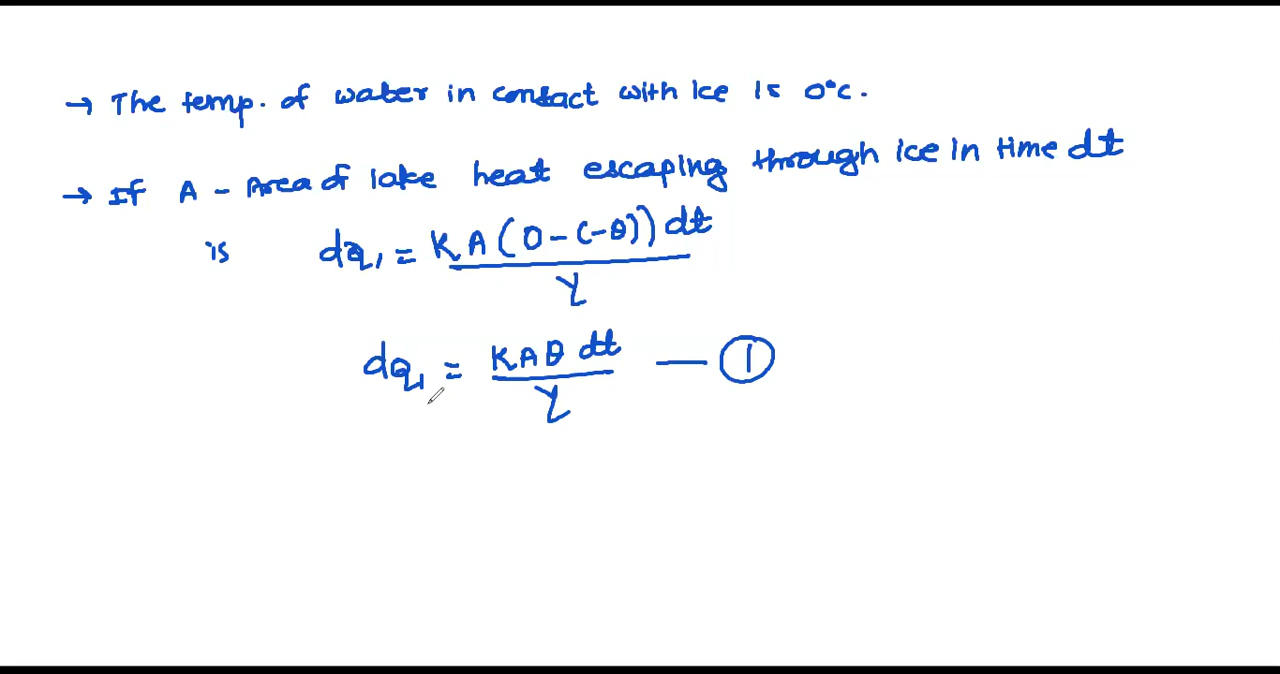 → The temp. of water in contact with ice is 0°c.
→ If A - Area of lake heat escaping through ice in time dt
is dQ₁ = KA(0-(-θ))dt / y
dQ₁ = KAθ dt / y — ①